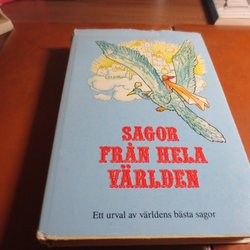 SAGOR
FRÅN HELA
VÄRLDEN
Ett urval av världens bästa sagor